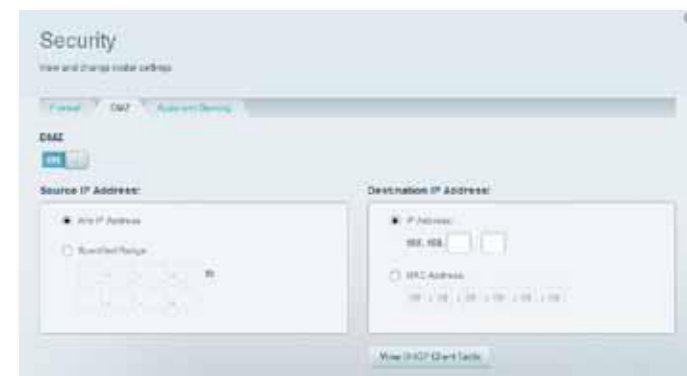 Security
View and change router settings
Firewall DMZ Apps and Gaming
DMZ
ON
Source IP Address: Destination IP Address:
Any IP Address IP Address:
192. 168.
Specified Range MAC Address:
to
View DHCP Client Table